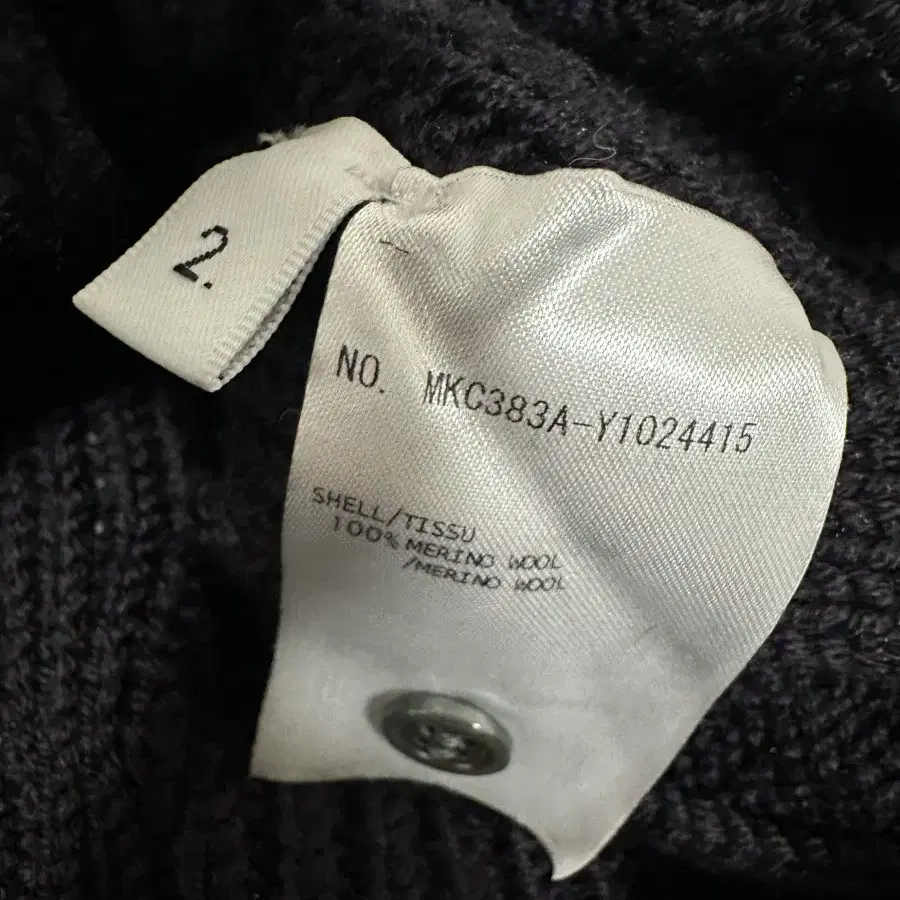 2.
NO. MKC383A-Y1024415
SHELL/TISSU
100% MERINO WOOL
/MERINO WOOL